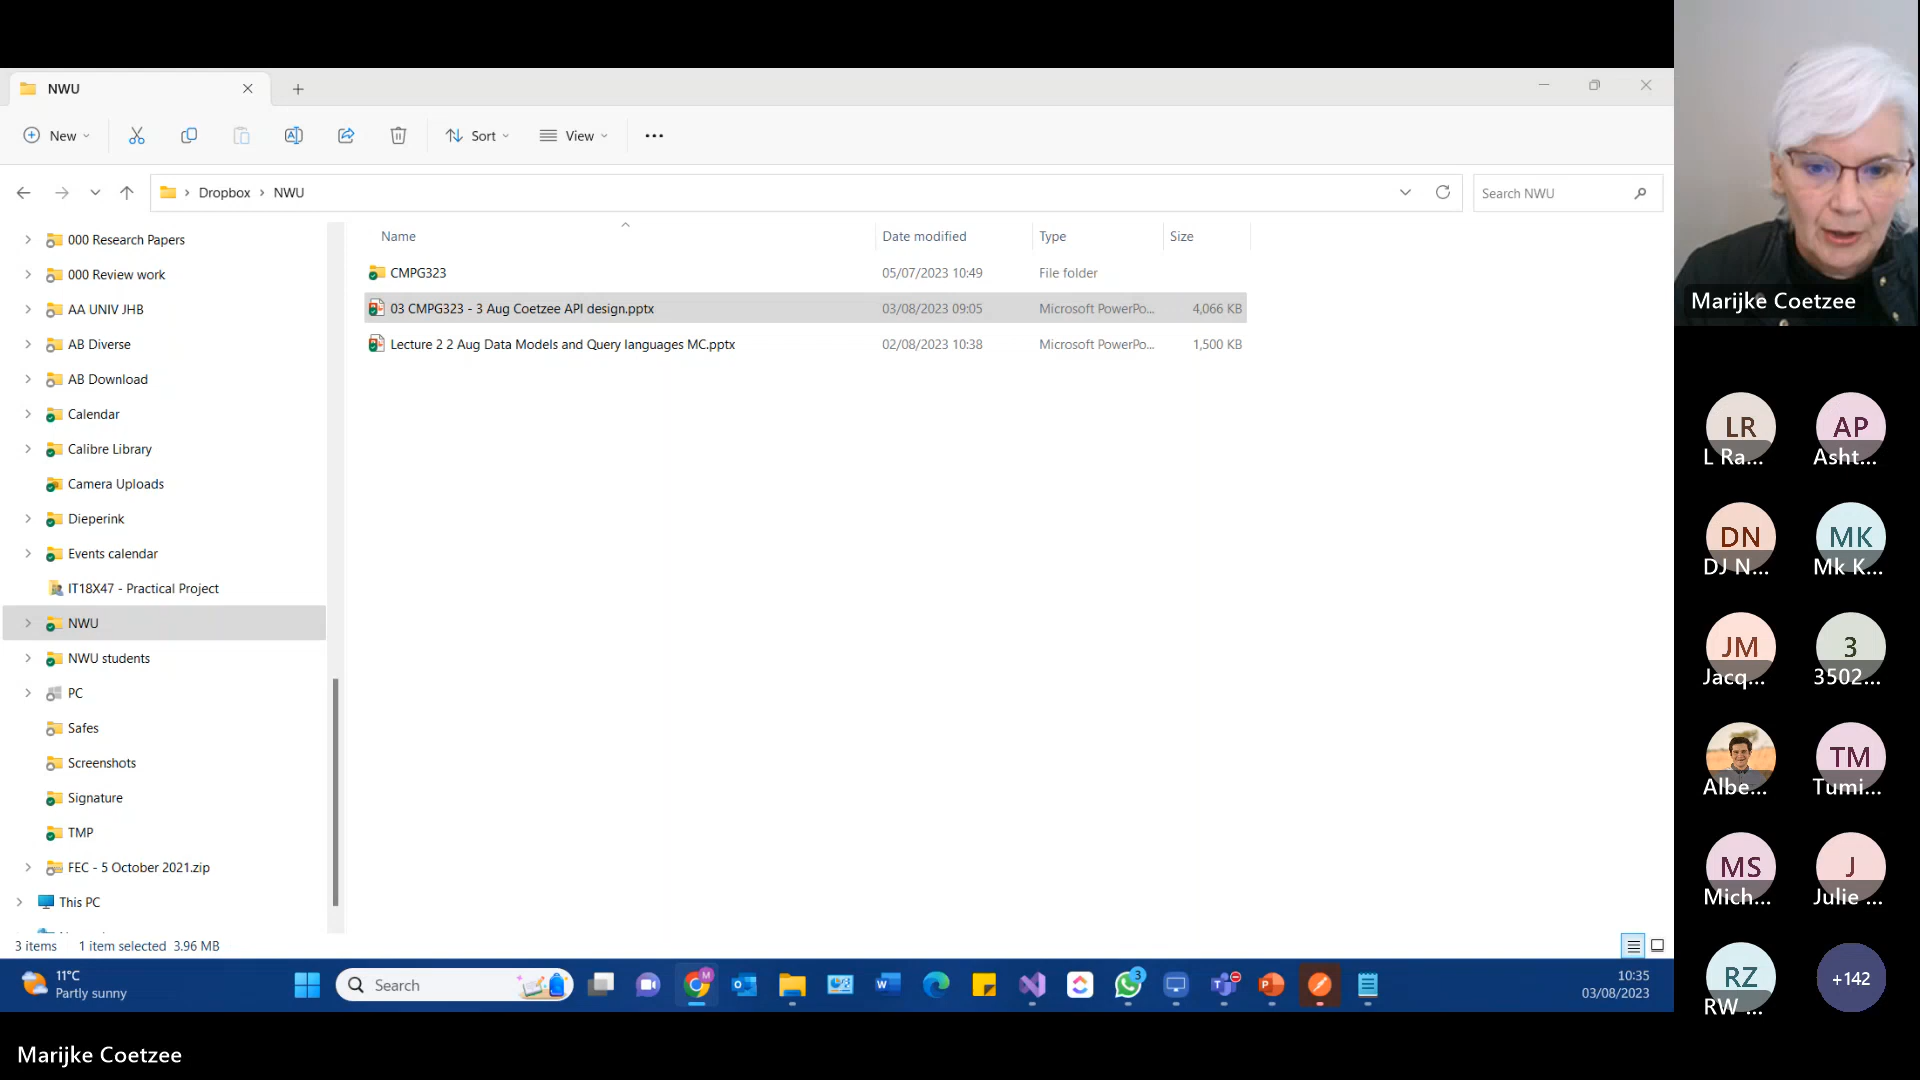 NWU
New
Sort
View
Dropbox
NWU
Search NWU
Name
Date modified
Type
Size
000 Research Papers
000 Review work
AA UNIV JHB
AB Diverse
AB Download
Calendar
Calibre Library
Camera Uploads
Dieperink
Events calendar
IT18X47 - Practical Project
NWU
NWU students
PC
Safes
Screenshots
Signature
TMP
FEC - 5 October 2021.zip
This PC
CMPG323 05/07/2023 10:49 File folder
03 CMPG323 - 3 Aug Coetzee API design.pptx 03/08/2023 09:05 Microsoft PowerPo... 4,066 KB
Lecture 2 2 Aug Data Models and Query languages MC.pptx 02/08/2023 10:38 Microsoft PowerPo... 1,500 KB
3 items 1 item selected 3.96 MB
11°C
Partly sunny
Search
M
3
10:35
03/08/2023
Marijke Coetzee
LR
L Ra...
AP
Asht...
DN
DJ N...
MK
Mk K...
JM
Jacq...
3
3502...
Albe...
TM
Tumi...
MS
Mich...
J
Julie ...
RZ
RW ...
+142
Marijke Coetzee